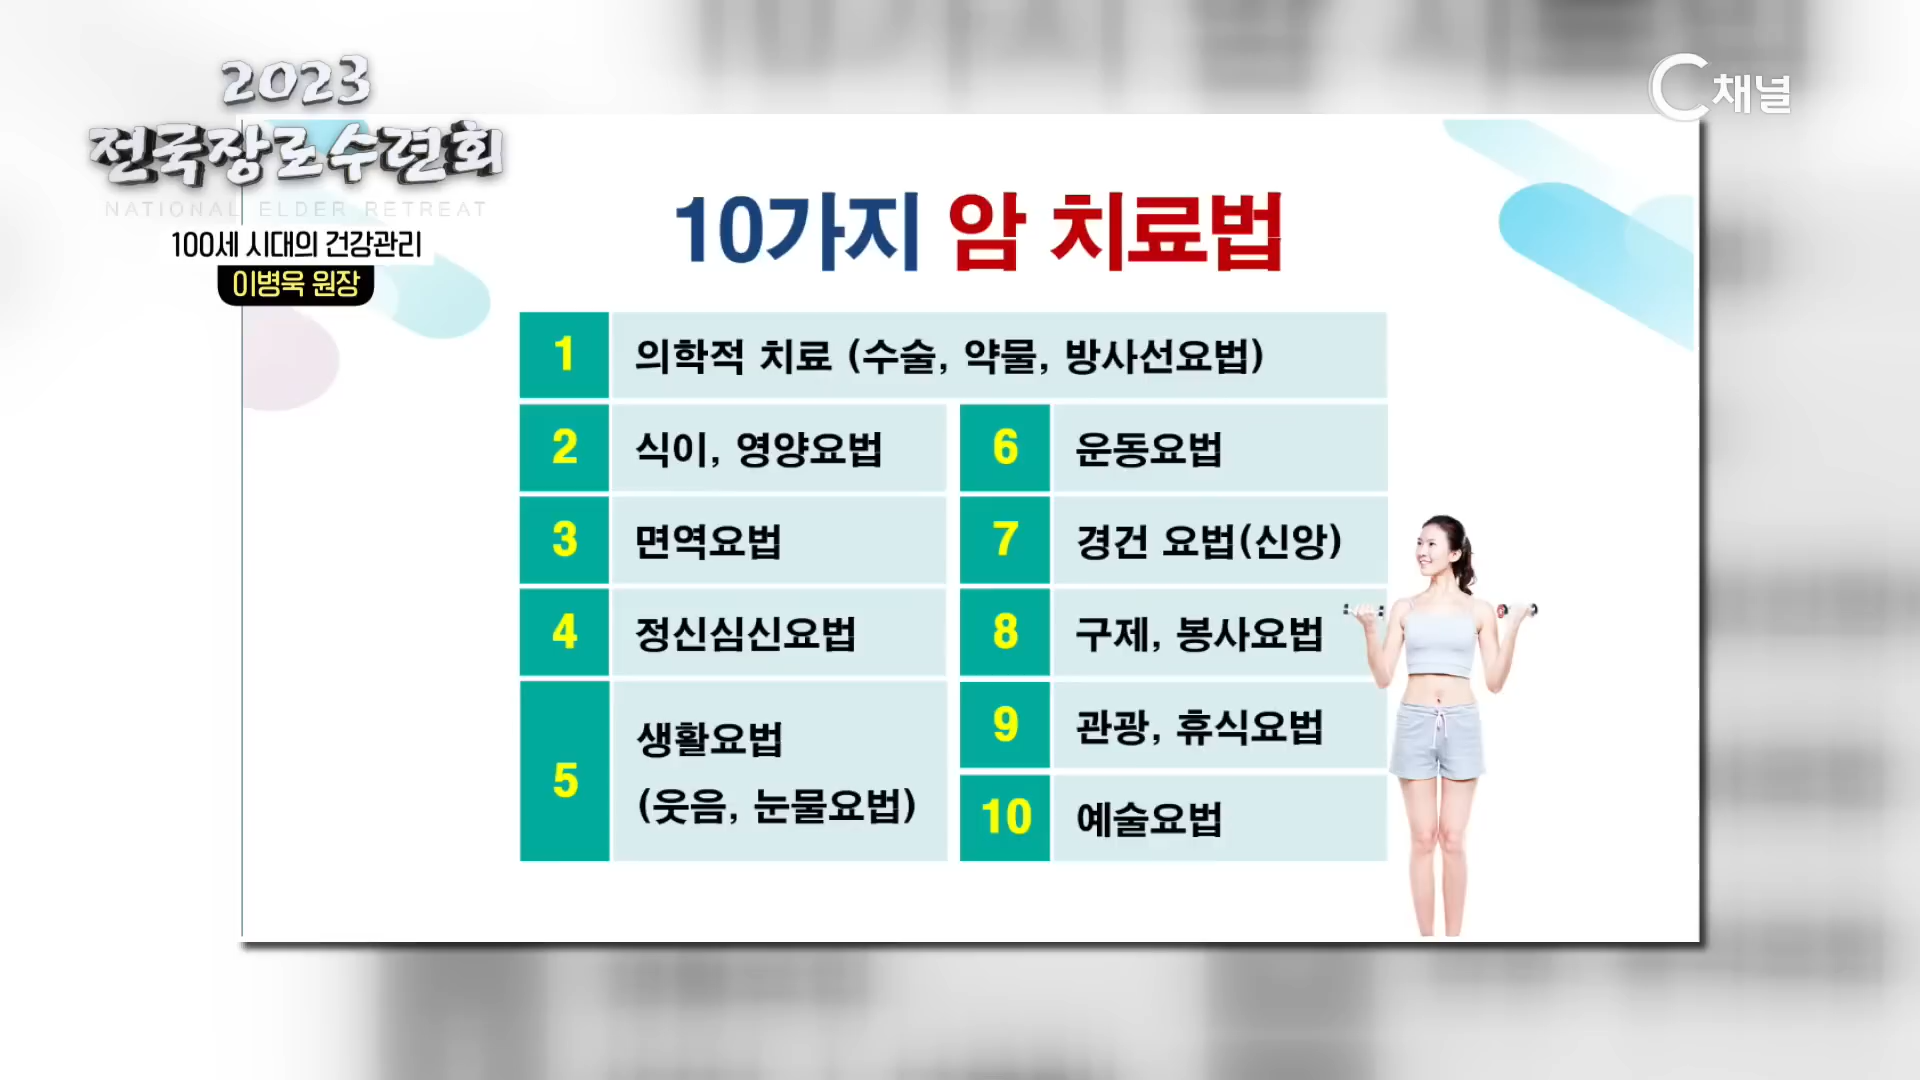 2023
전국장로수련회
NATIONAL ELDER RETREAT
100세 시대의 건강관리
이병욱 원장
C채널
10가지 암 치료법
1 의학적 치료 (수술, 약물, 방사선요법)
2 식이, 영양요법
3 면역요법
4 정신심신요법
5 생활요법
(웃음, 눈물요법)
6 운동요법
7 경건 요법(신앙)
8 구제, 봉사요법
9 관광, 휴식요법
10 예술요법